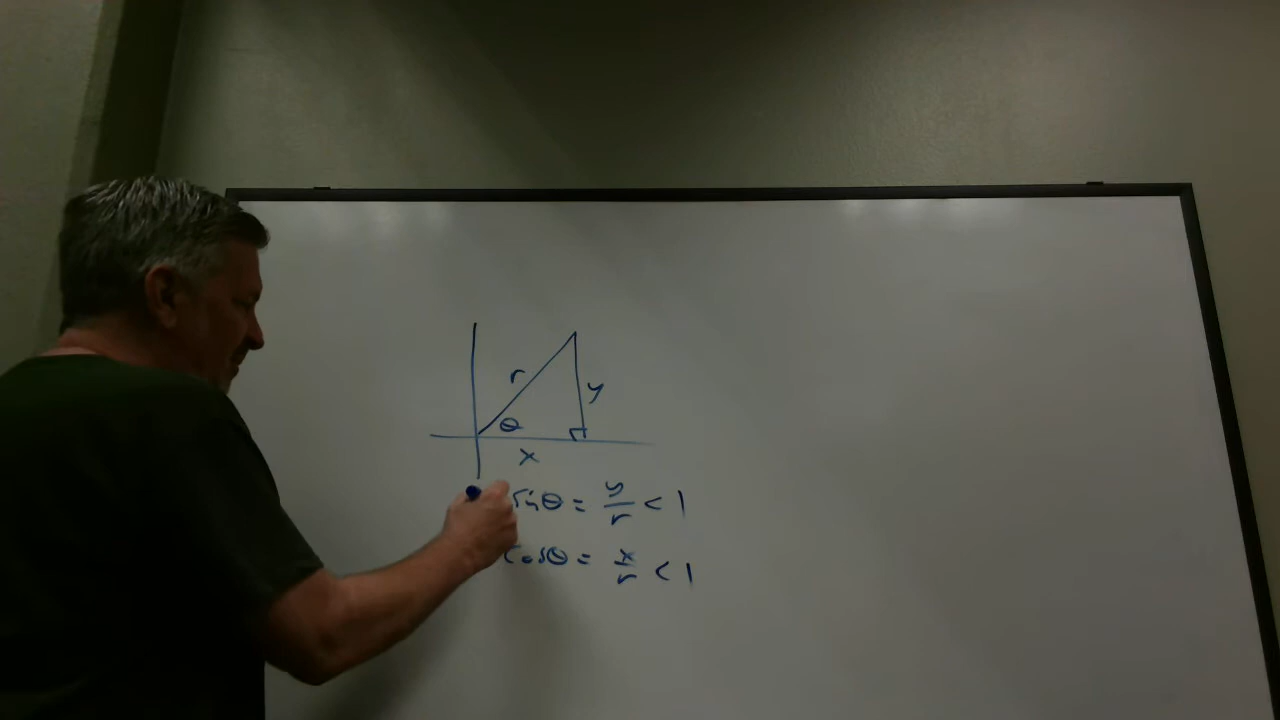 r
y
θ
x
sinθ = y/r < 1
cosθ = x/r < 1